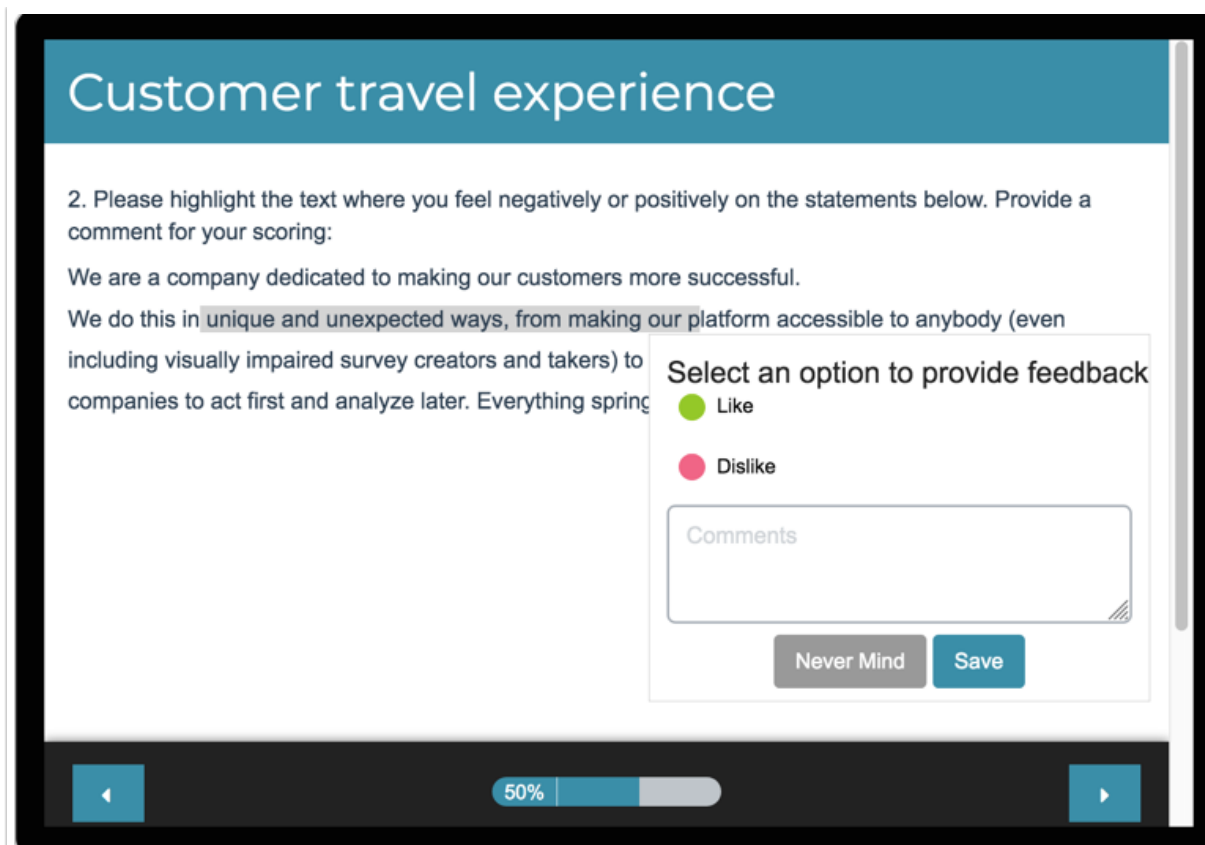 Customer travel experience
2. Please highlight the text where you feel negatively or positively on the statements below. Provide a
comment for your scoring:
We are a company dedicated to making our customers more successful.
We do this in unique and unexpected ways, from making our platform accessible to anybody (even
including visually impaired survey creators and takers) to
companies to act first and analyze later. Everything spring
Select an option to provide feedback
Like
Dislike
Comments
Never Mind
Save
50%